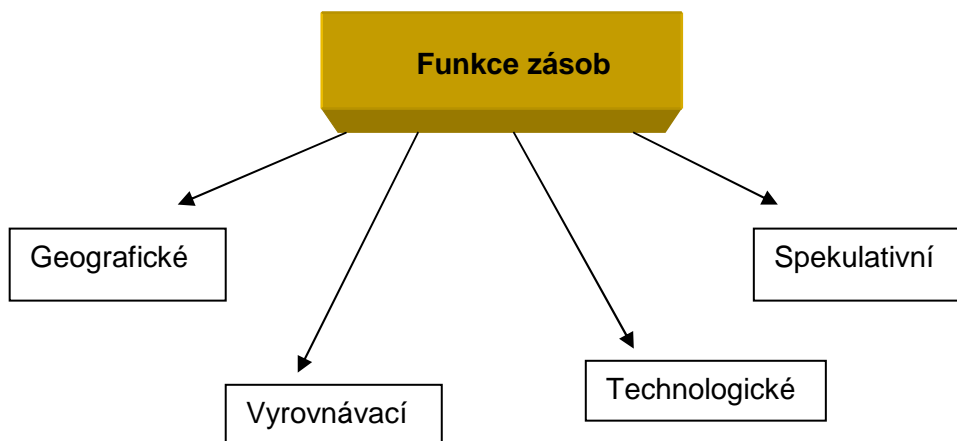 Funkce zásob
Geografické
Spekulativní
Vyrovnávací
Technologické